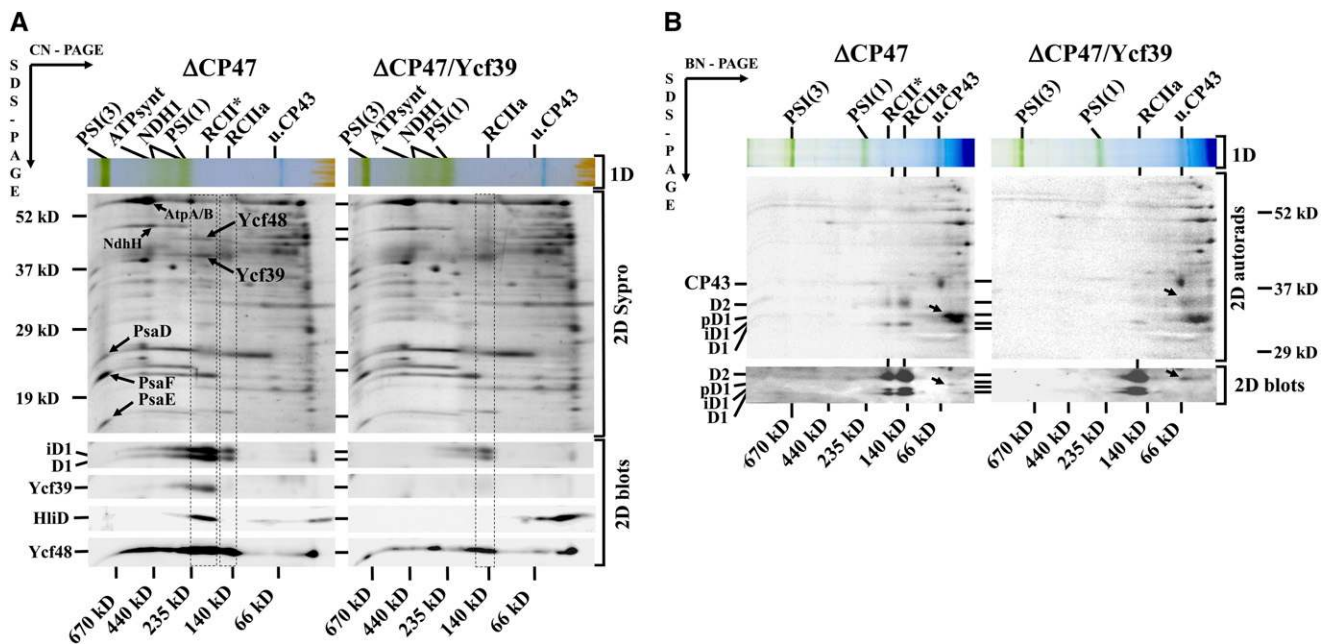 A
CN - PAGE
SDS-PAGE
ΔCP47
ΔCP47/Ycf39
PSI(3)
ATPsynt
NDH1
PSI(1)
RCII*
RCIIa
u.CP43
PSI(3)
ATPsynt
NDH1
PSI(1)
RCIIa
u.CP43
1D
AtpA/B
52 kD
Ycf48
NdhH
Ycf39
37 kD
29 kD
PsaD
PsaF
19 kD
PsaE
2D Sypro
iD1
D1
Ycf39
HliD
Ycf48
2D blots
670 kD
440 kD
235 kD
140 kD
66 kD
670 kD
440 kD
235 kD
140 kD
66 kD
B
BN - PAGE
SDS-PAGE
ΔCP47
ΔCP47/Ycf39
PSI(3)
PSI(1)
RCII*
RCIIa
u.CP43
PSI(3)
PSI(1)
RCIIa
u.CP43
1D
52 kD
CP43
37 kD
D2
pD1
iD1
D1
29 kD
2D autorads
D2
pD1
iD1
D1
2D blots
670 kD
440 kD
235 kD
140 kD
66 kD
670 kD
440 kD
235 kD
140 kD
66 kD